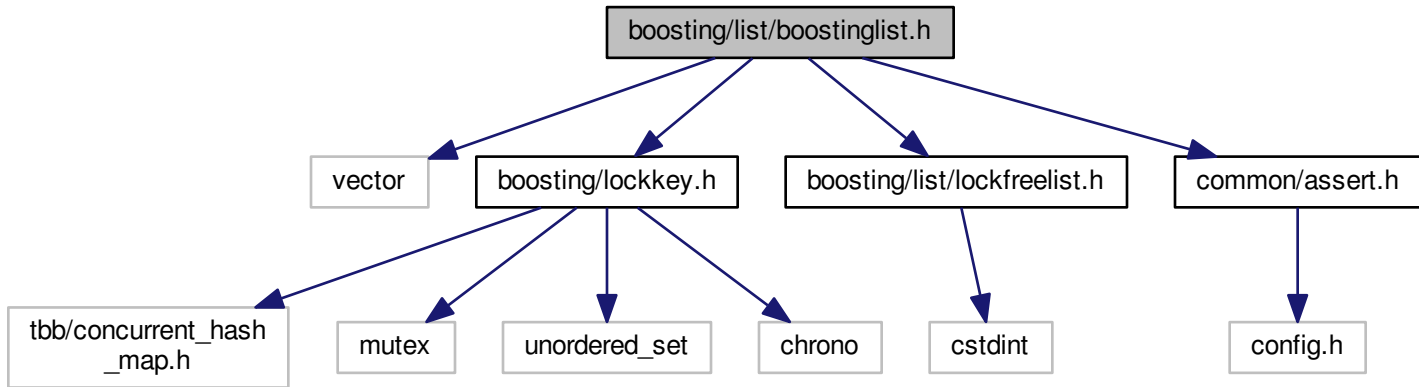 boosting/list/boostinglist.h
vector
boosting/lockkey.h
boosting/list/lockfreelist.h
common/assert.h
tbb/concurrent_hash
_map.h
mutex
unordered_set
chrono
cstdint
config.h